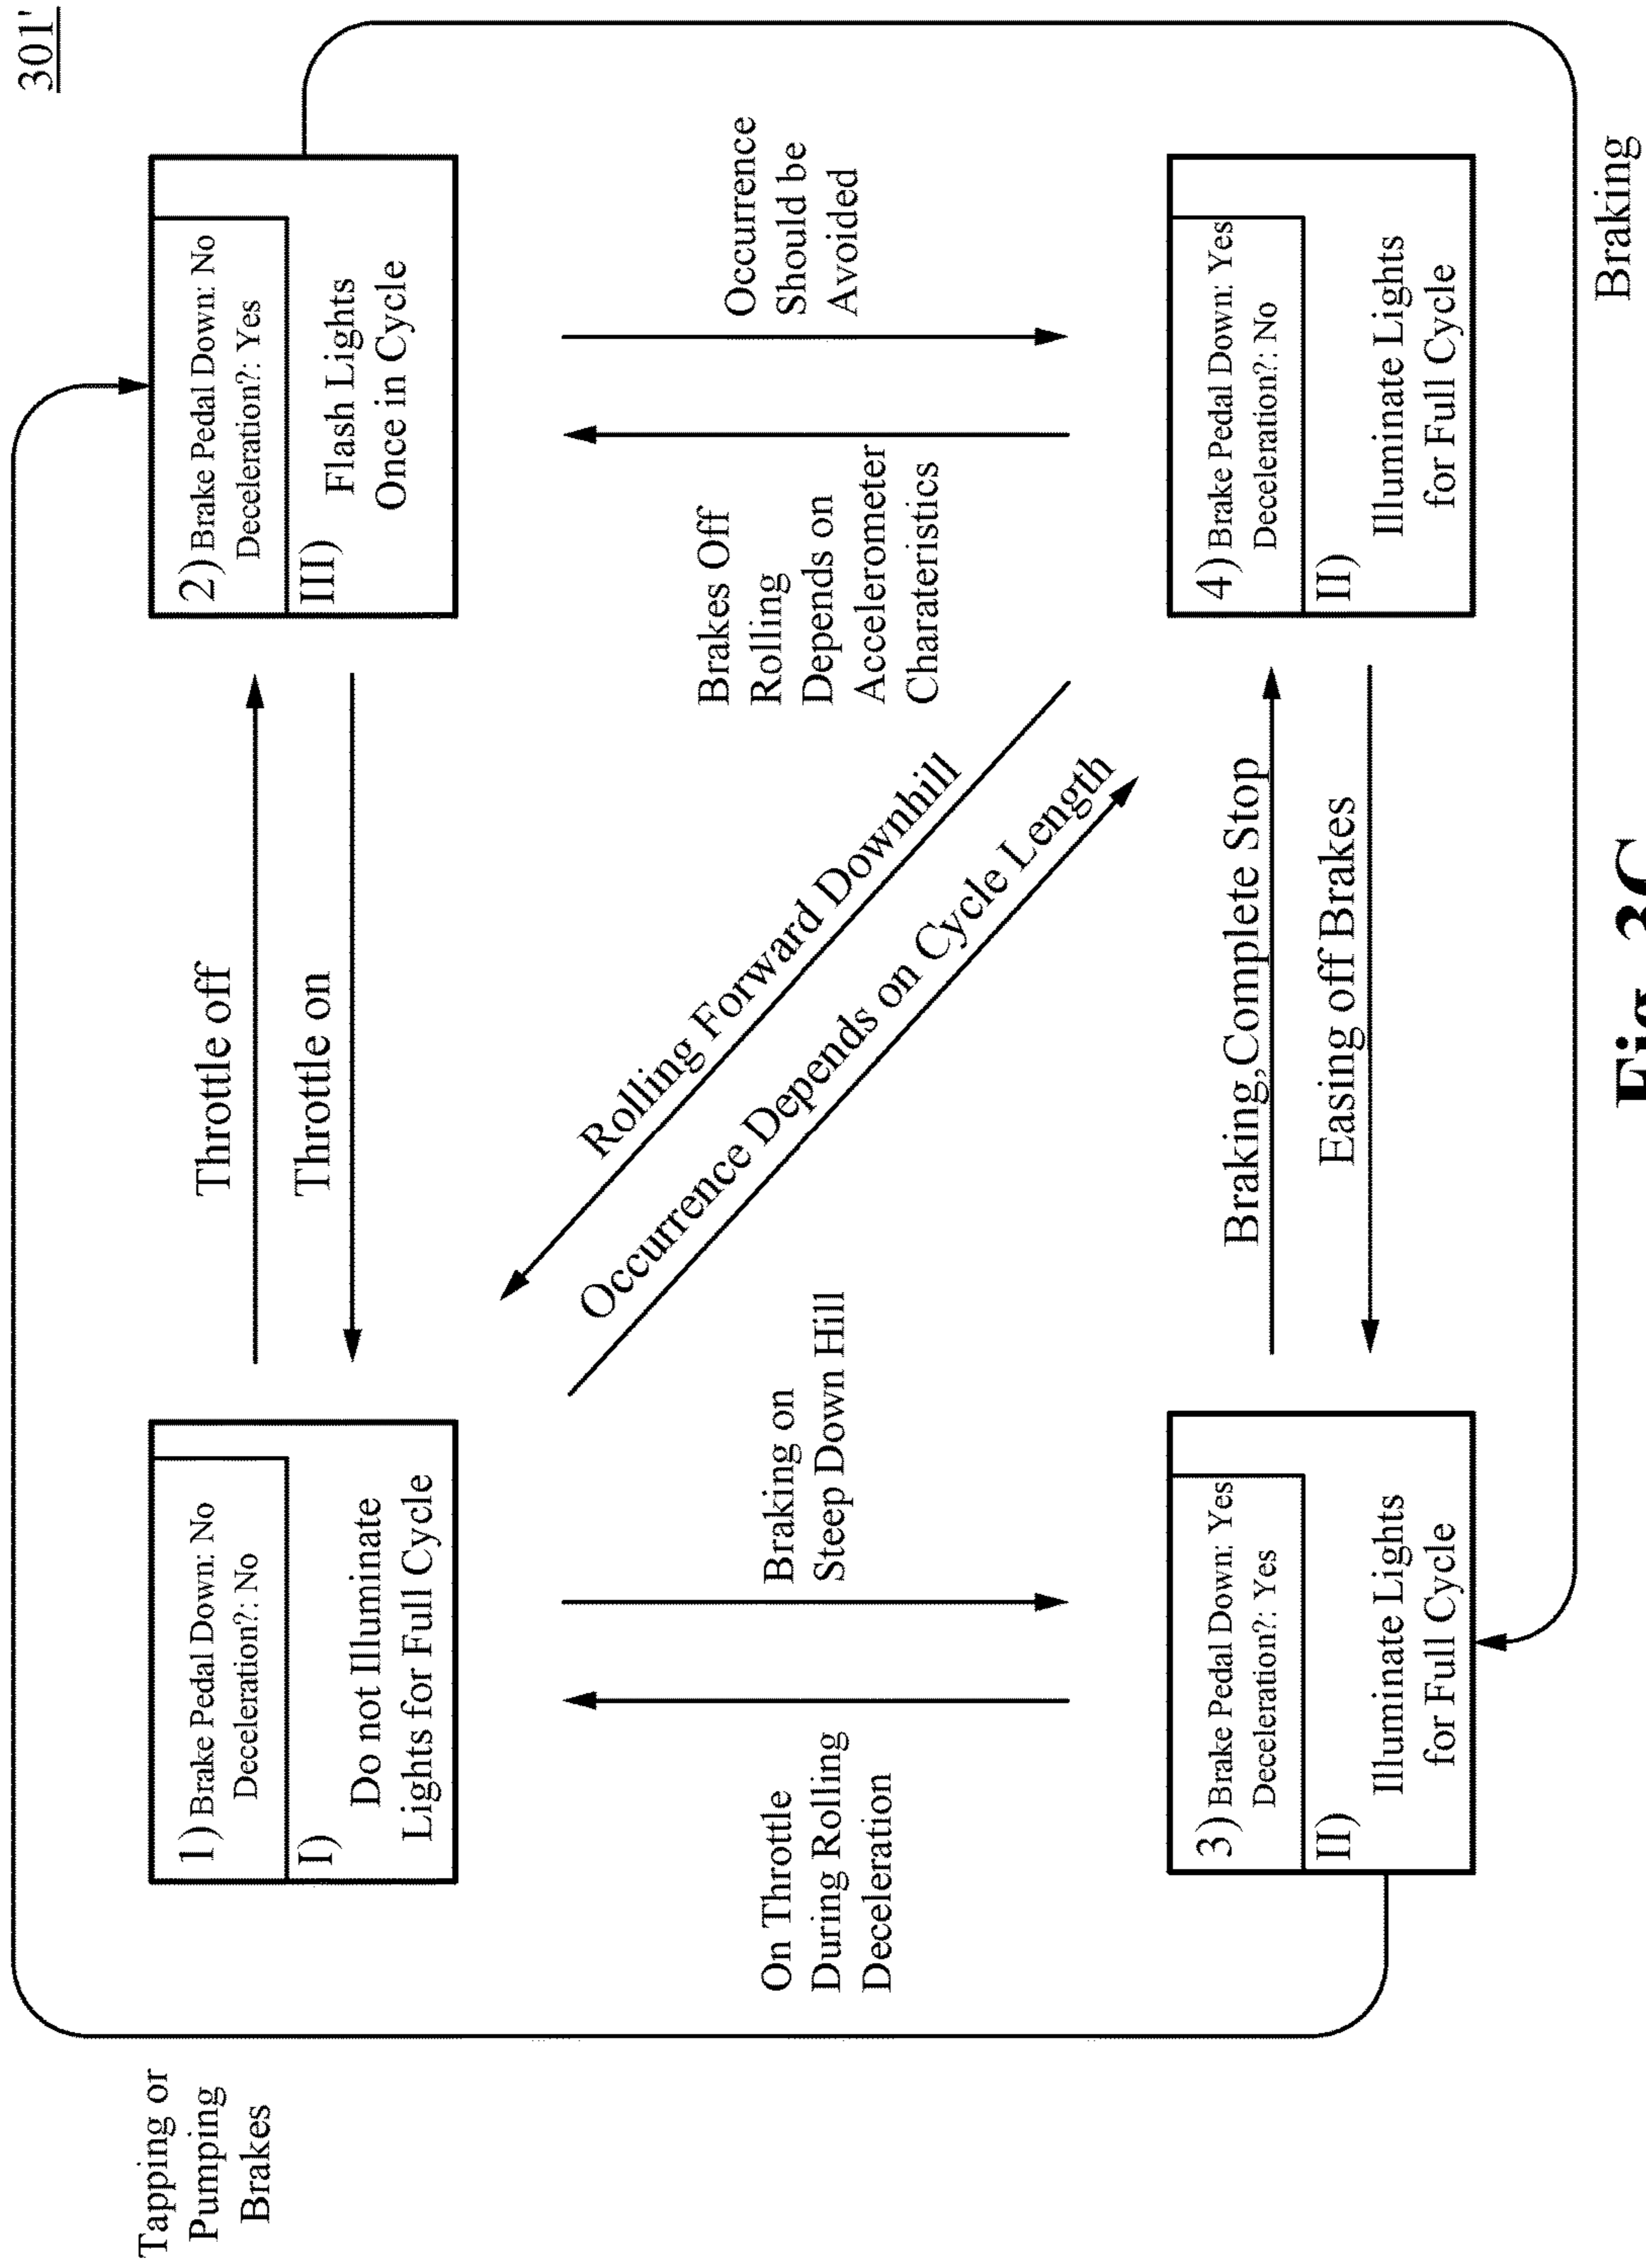 301'
Tapping or
Pumping
Brakes
1) Brake Pedal Down: No
Deceleration?: No
I)
Do not Illuminate
Lights for Full Cycle
Throttle off
Throttle on
2) Brake Pedal Down: No
Deceleration?: Yes
III)
Flash Lights
Once in Cycle
On Throttle
During Rolling
Deceleration
Braking on
Steep Down Hill
Rolling Forward Downhill
Occurrence Depends on Cycle Length
Brakes Off
Rolling
Depends on
Accelerometer
Charateristics
Occurrence
Should be
Avoided
3) Brake Pedal Down: Yes
Deceleration?: Yes
II)
Illuminate Lights
for Full Cycle
Braking,Complete Stop
Easing off Brakes
4) Brake Pedal Down: Yes
Deceleration?: No
II)
Illuminate Lights
for Full Cycle
Braking
Fig. 3C